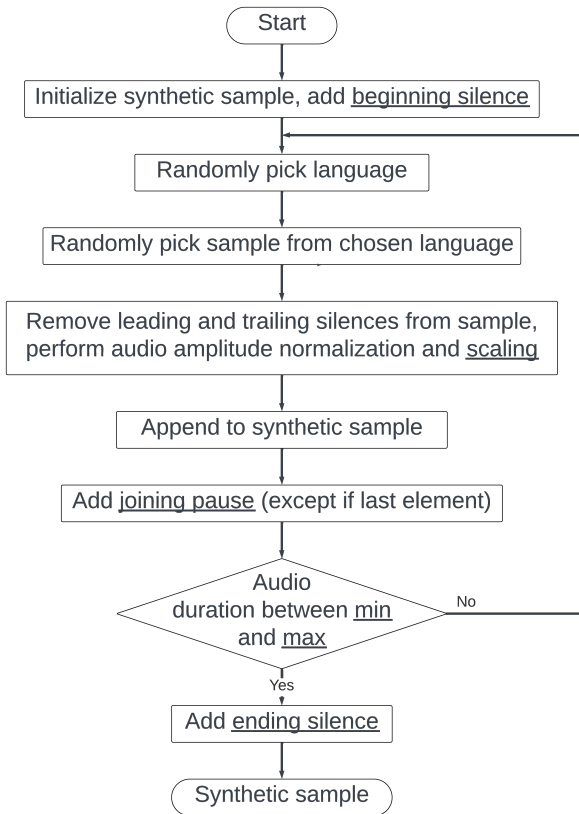 Start
Initialize synthetic sample, add beginning silence
Randomly pick language
Randomly pick sample from chosen language
Remove leading and trailing silences from sample,
perform audio amplitude normalization and scaling
Append to synthetic sample
Add joining pause (except if last element)
Audio
duration between min
and max
No
Yes
Add ending silence
Synthetic sample